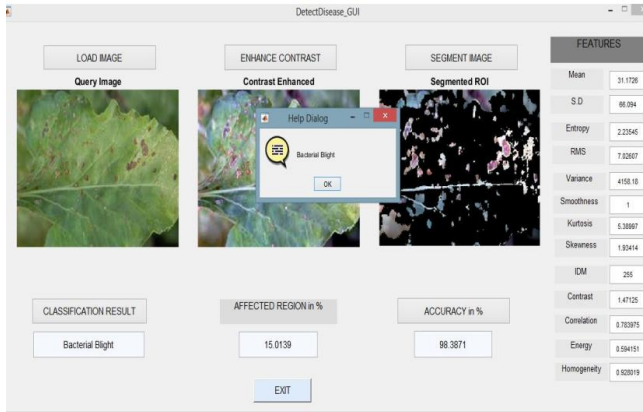 DetectDisease_GUI
LOAD IMAGE
ENHANCE CONTRAST
SEGMENT IMAGE
Query Image
Contrast Enhanced
Segmented ROI
Help Dialog
Bacterial Blight
OK
FEATURES
Mean 31.1726
S.D 66.094
Entropy 2.23545
RMS 7.02607
Variance 4158.18
Smoothness 1
Kurtosis 5.38997
Skewness 1.93414
IDM 255
Contrast 1.47125
Correlation 0.783975
Energy 0.594151
Homogeneity 0.928019
CLASSIFICATION RESULT
AFFECTED REGION in %
ACCURACY in %
Bacterial Blight
15.0139
98.3871
EXIT